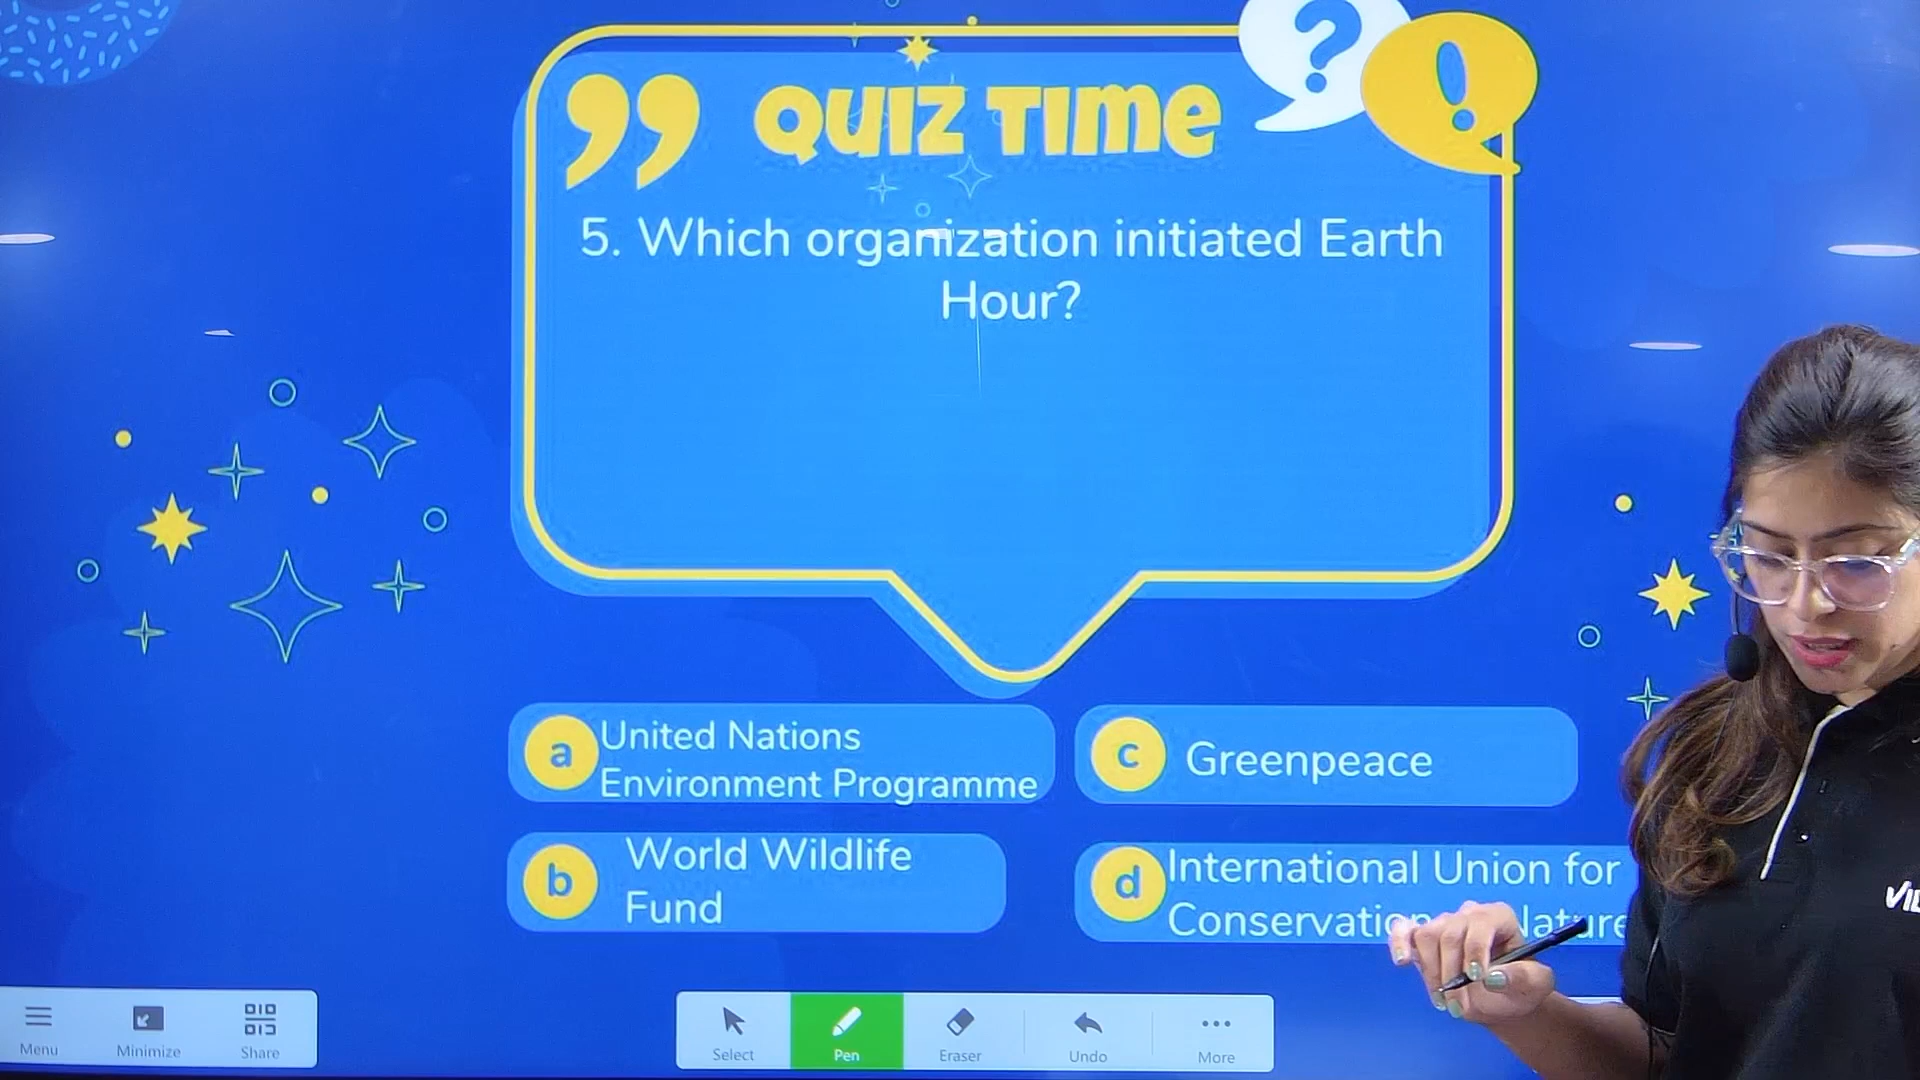 QUIZ TIME
5. Which organization initiated Earth
Hour?
a United Nations
Environment Programme
b World Wildlife
Fund
c Greenpeace
d International Union for
Nature
Menu
Minimize
Share
Select
Pen
Eraser
Undo
More